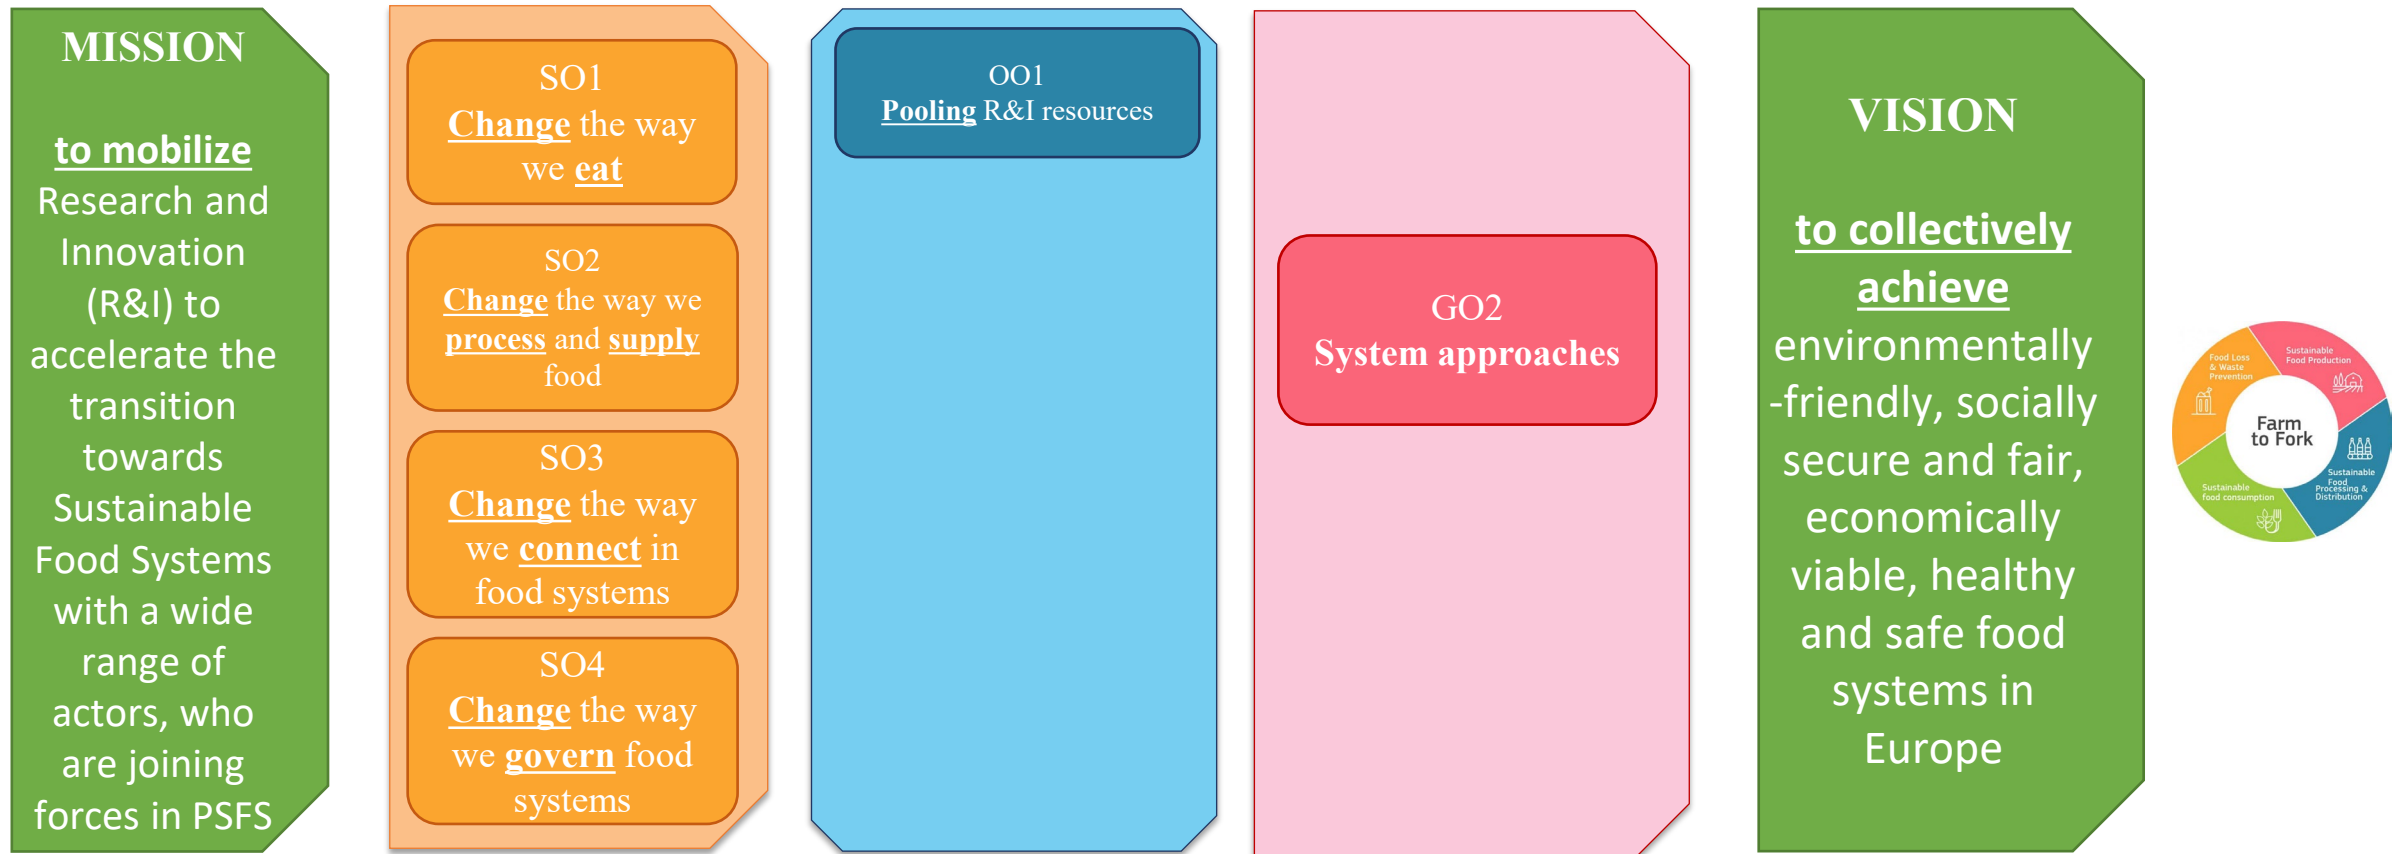 MISSION
to mobilize
Research and
Innovation
(R&I) to
accelerate the
transition
towards
Sustainable
Food Systems
with a wide
range of
actors, who
are joining
forces in PSFS
SO1
Change the way
we eat
SO2
Change the way we
process and supply
food
SO3
Change the way
we connect in
food systems
SO4
Change the way
we govern food
systems
OO1
Pooling R&I resources
GO2
System approaches
VISION
to collectively
achieve
environmentally
-friendly, socially
secure and fair,
economically
viable, healthy
and safe food
systems in
Europe
Food Loss
& Waste
Prevention
Sustainable
Food Production
Farm
to Fork
Sustainable
Food
Processing &
Distribution
Sustainable
food consumption